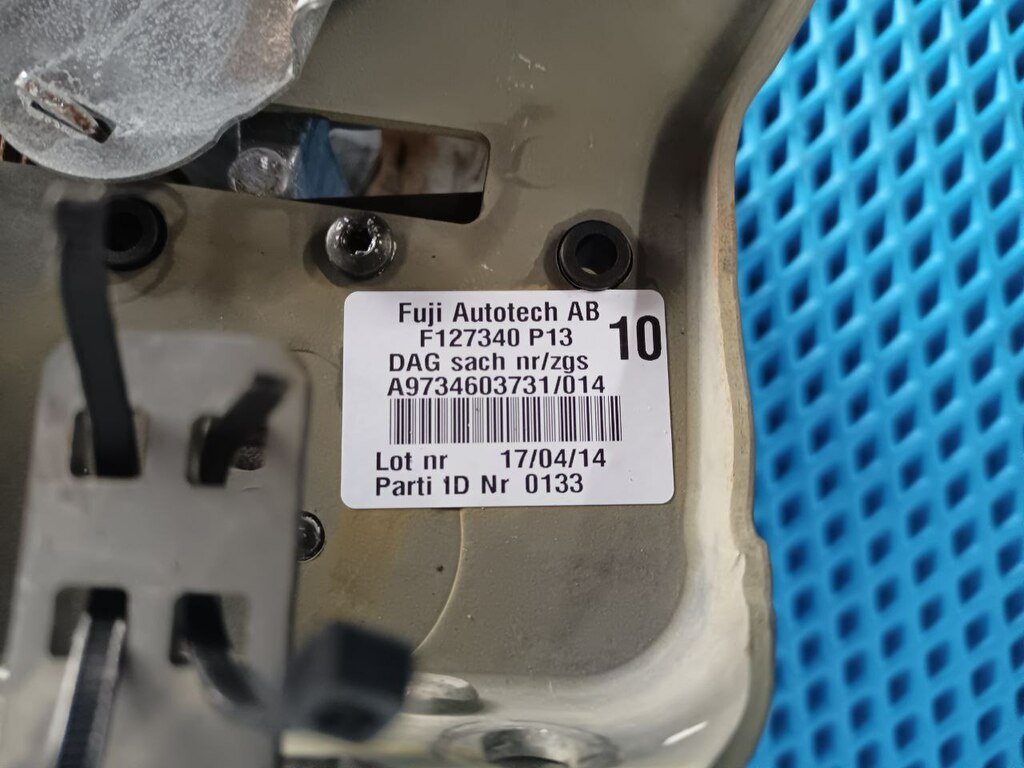 Fuji Autotech AB
F127340 P13
10
DAG sach nr/zgs
A9734603731/014
Lot nr 17/04/14
Parti ID Nr 0133